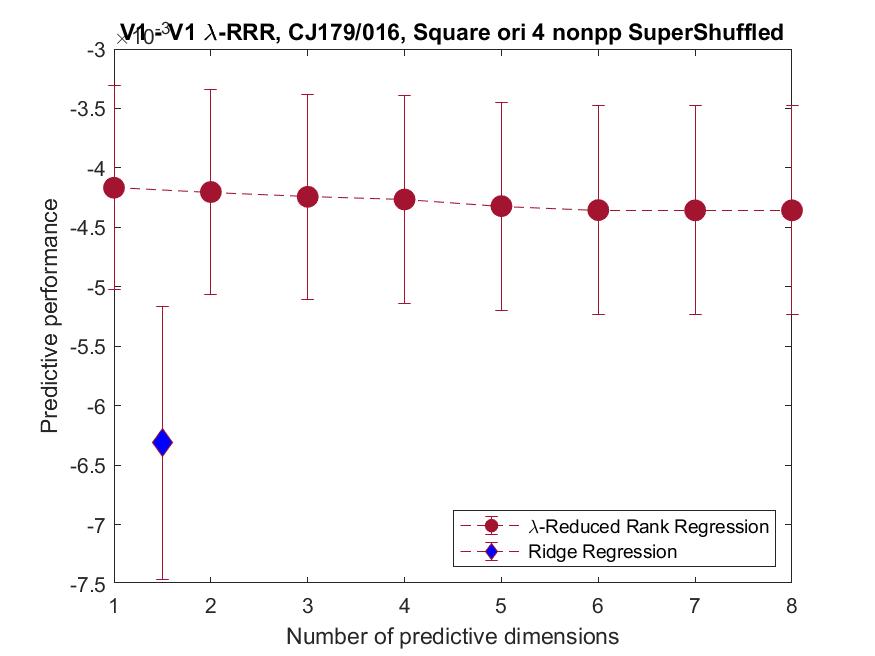 V1 - V1 λ-RRR, CJ179/016, Square ori 4 nonpp SuperShuffled
×10-3
-3
-3.5
-4
-4.5
-5
-5.5
-6
-6.5
-7
-7.5
Predictive performance
λ-Reduced Rank Regression
Ridge Regression
1 2 3 4 5 6 7 8
Number of predictive dimensions